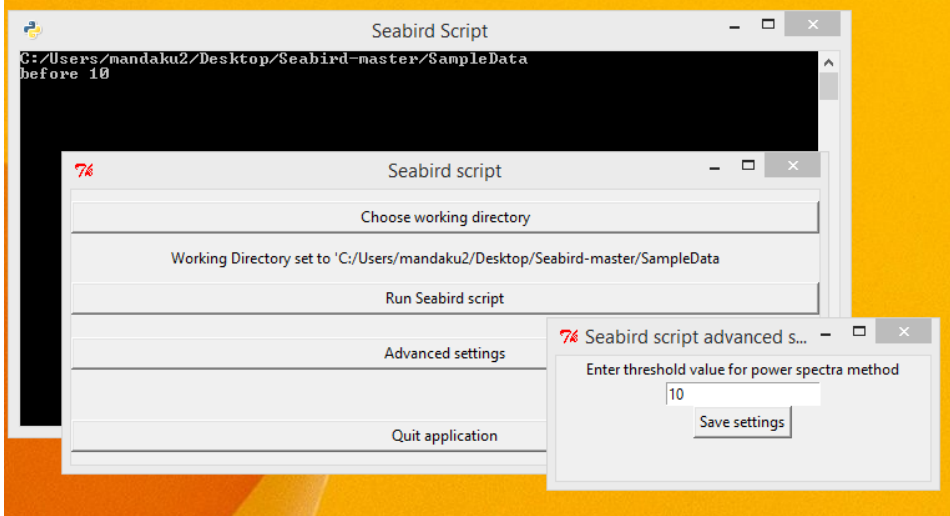 Seabird Script
C:/Users/mandaku2/Desktop/Seabird-master/SampleData
before 10
Seabird script
Choose working directory
Working Directory set to 'C:/Users/mandaku2/Desktop/Seabird-master/SampleData
Run Seabird script
Advanced settings
Quit application
Seabird script advanced s...
Enter threshold value for power spectra method
10
Save settings